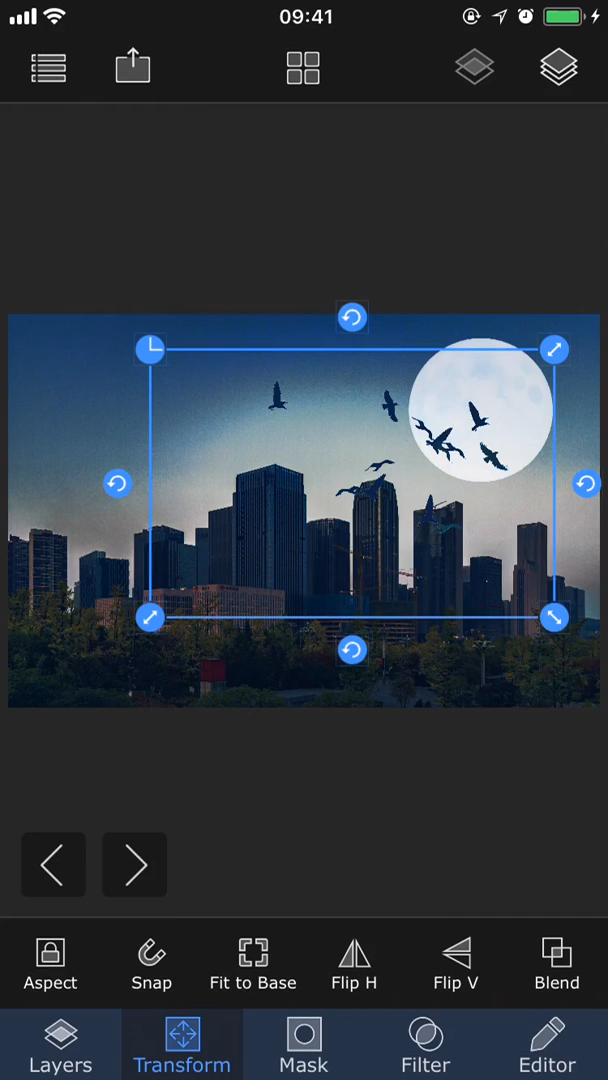 09:41
Aspect
Snap
Fit to Base
Flip H
Flip V
Blend
Layers
Transform
Mask
Filter
Editor